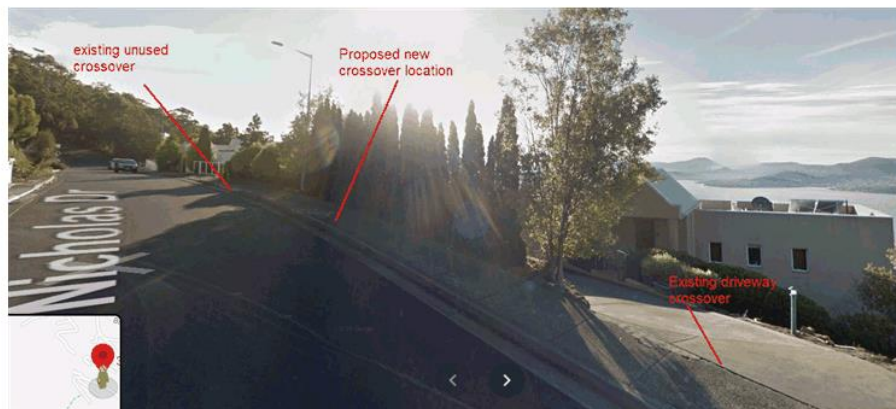 existing unused
crossover
Proposed new
crossover location
Nicholas Dr
Existing driveway
crossover